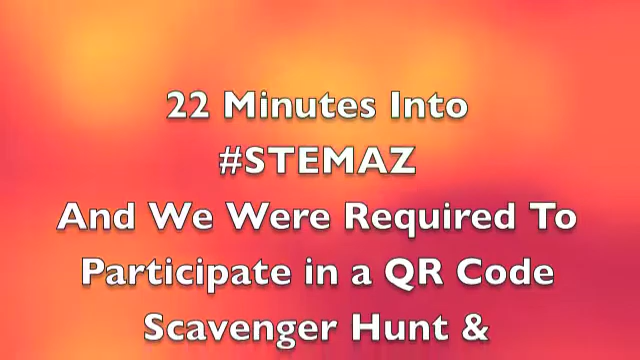 22 Minutes Into
#STEMAZ
And We Were Required To
Participate in a QR Code
Scavenger Hunt &